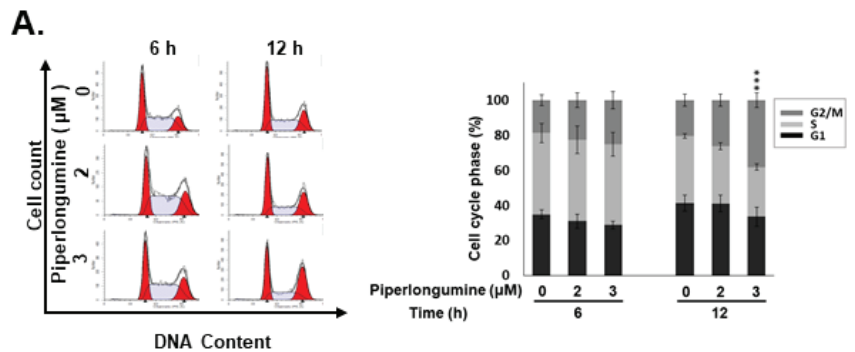 A.
6 h
12 h
Cell count
Piperlongumine ( μM )
0
2
3
DNA Content
Cell cycle phase (%)
100
80
60
40
20
0
***
G2/M
S
G1
Piperlongumine (μM)
0 2 3 0 2 3
Time (h)
6 12